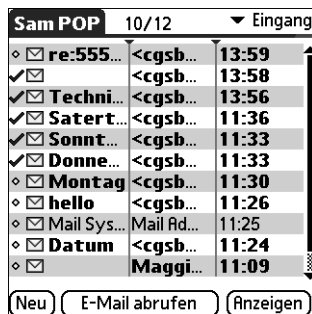 Sam POP 10/12 Eingang
re:555... <cgsb... 13:59
<cgsb... 13:58
Techni... <cgsb... 13:56
Satert... <cgsb... 11:36
Sonnt... <cgsb... 11:33
Donne... <cgsb... 11:33
Montag <cgsb... 11:30
hello <cgsb... 11:26
Mail Sys... Mail Ad... 11:25
Datum <cgsb... 11:24
Maggi... 11:09
Neu E-Mail abrufen Anzeigen